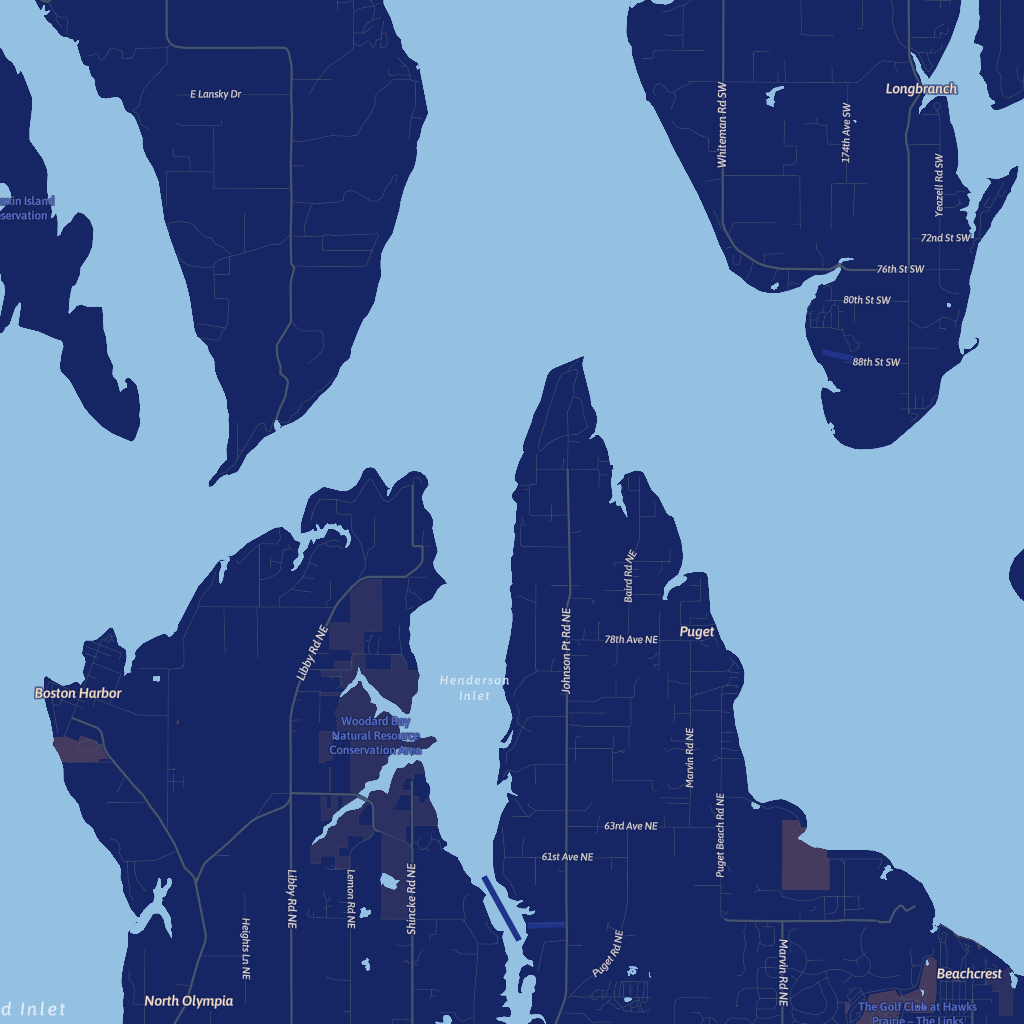 E Lansky Dr
Whiteman Rd SW
174th Ave SW
Longbranch
Yeazell Rd SW
72nd St SW
76th St SW
80th St SW
88th St SW
Island
Baird Rd NE
Johnson Pt Rd NE
78th Ave NE
Puget
Libby Rd NE
Henderson
Inlet
Boston Harbor
Woodard Bay
Natural Resource
Conservation Area
Marvin Rd NE
Puget Beach Rd NE
63rd Ave NE
61st Ave NE
Libby Rd NE
Lemon Rd NE
Shincke Rd NE
Heights Ln NE
Puget Rd NE
Marvin Rd NE
North Olympia
d Inlet
Beachcrest
The Golf Club at Hawks
Prairie – The Links